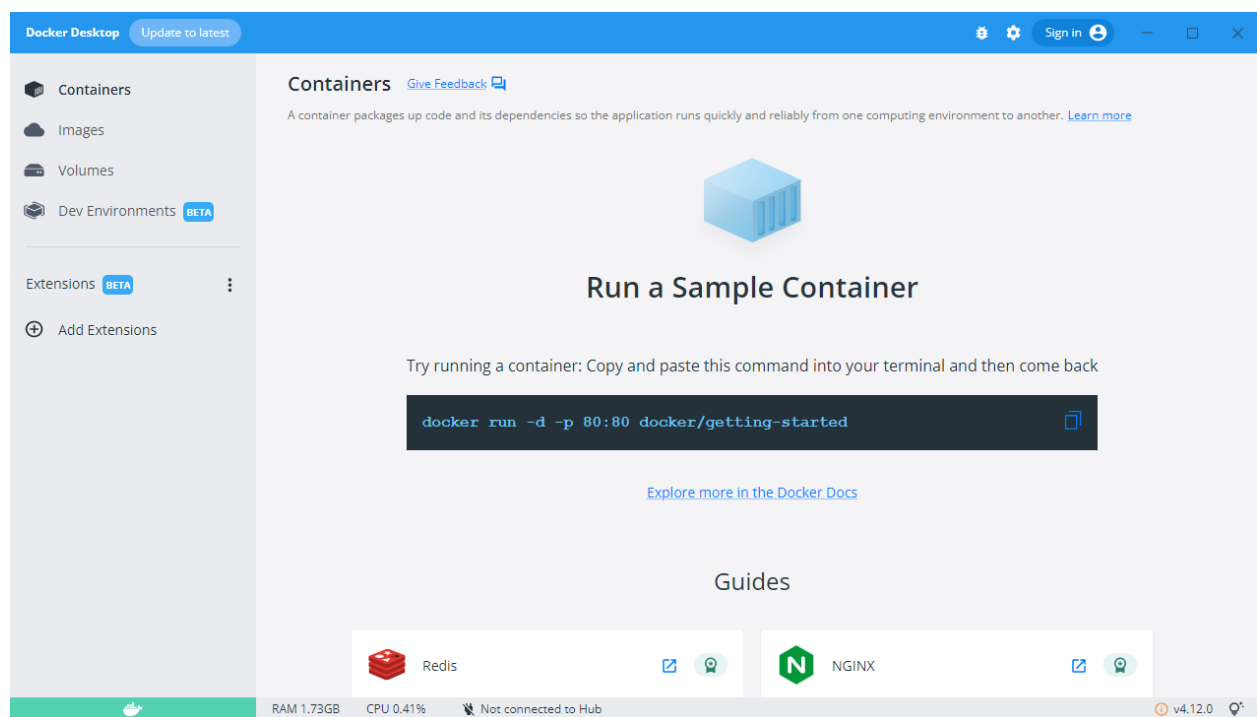 Docker Desktop Update to latest Sign in
Containers
Images
Volumes
Dev Environments BETA
Extensions BETA
Add Extensions
Containers Give Feedback
A container packages up code and its dependencies so the application runs quickly and reliably from one computing environment to another. Learn more
Run a Sample Container
Try running a container: Copy and paste this command into your terminal and then come back
docker run -d -p 80:80 docker/getting-started
Explore more in the Docker Docs
Guides
Redis
N NGINX
RAM 1.73GB CPU 0.41% Not connected to Hub v4.12.0